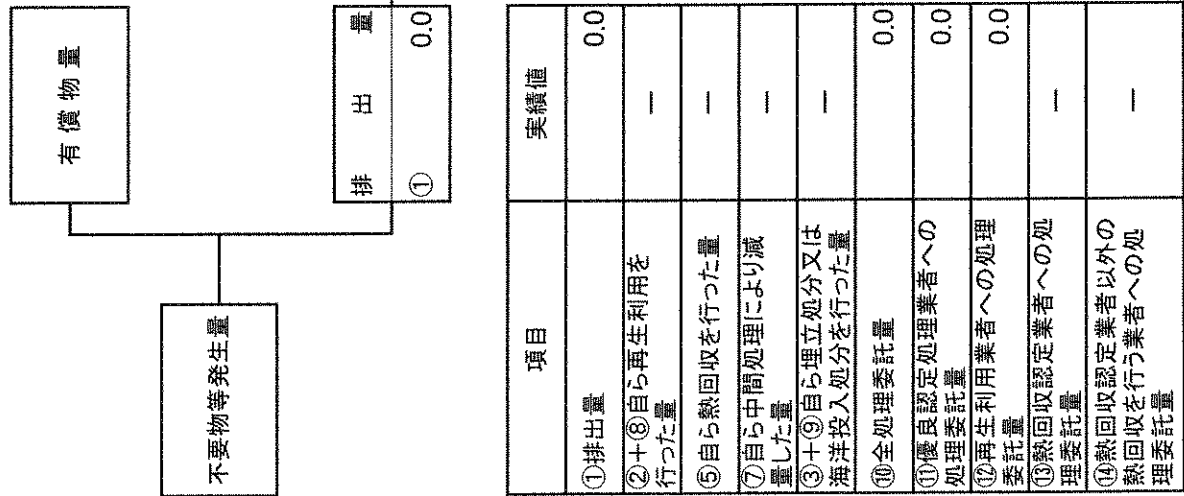 有償物量
不要物等発生量
排出量
① 0.0
項目 実績値
①排出量 0.0
②+⑧自ら再生利用を
行った量 －
⑤自ら熱回収を行った量 －
⑦自ら中間処理により減
量した量 －
③+⑨自ら埋立処分又は
海洋投入処分を行った量 －
⑩全処理委託量 0.0
⑪優良認定処理業者への
処理委託量 0.0
⑫再生利用業者への処理
委託量 0.0
⑬熱回収認定業者への処
理委託量 －
⑭熱回収認定業者以外の
熱回収を行う業者への処
理委託量 －